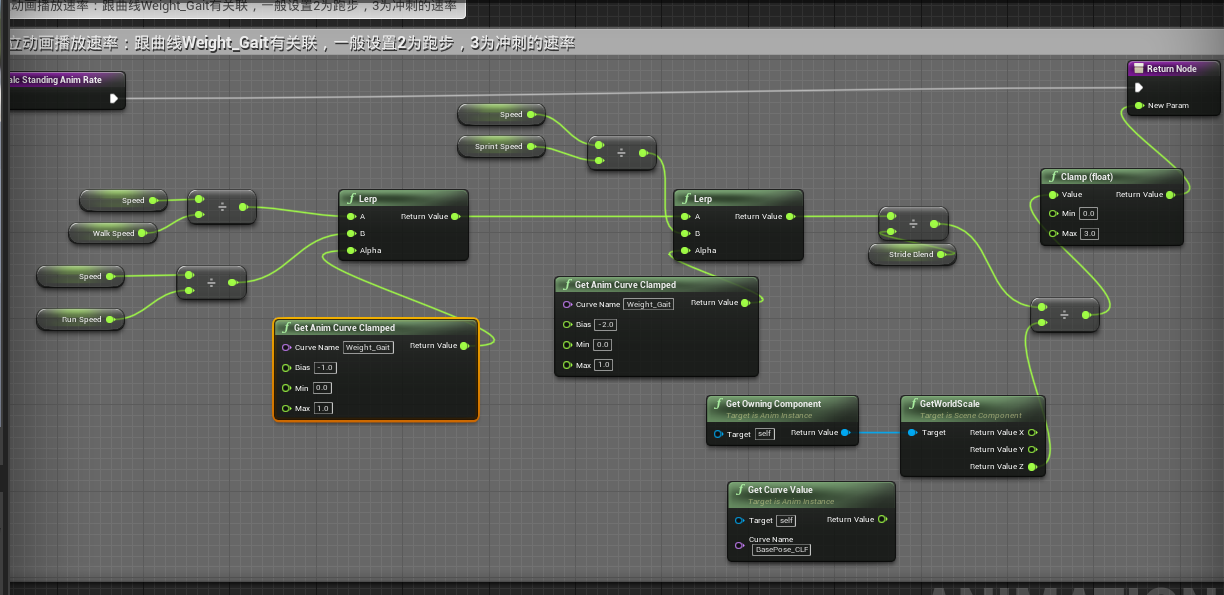 动画播放速率：跟曲线Weight_Gait有关联，一般设置2为跑步，3为冲刺的速率
立动画播放速率：跟曲线Weight_Gait有关联，一般设置2为跑步，3为冲刺的速率
alc Standing Anim Rate
Return Node
New Param
Speed
Sprint Speed
÷
Clamp (float)
Value
Return Value
Min 0.0
Max 3.0
Speed
Walk Speed
÷
Lerp
A
Return Value
B
Alpha
Lerp
A
Return Value
B
Alpha
÷
Stride Blend
Speed
Run Speed
÷
Get Anim Curve Clamped
Curve Name Weight_Gait
Return Value
Bias -2.0
Min 0.0
Max 1.0
÷
Get Anim Curve Clamped
Curve Name Weight_Gait
Return Value
Bias -1.0
Min 0.0
Max 1.0
Get Owning Component
Target is Anim Instance
Target self
Return Value
GetWorldScale
Target is Scene Component
Target
Return Value X
Return Value Y
Return Value Z
Get Curve Value
Target is Anim Instance
Target self
Return Value
Curve Name
BasePose_CLF
ANIMATION